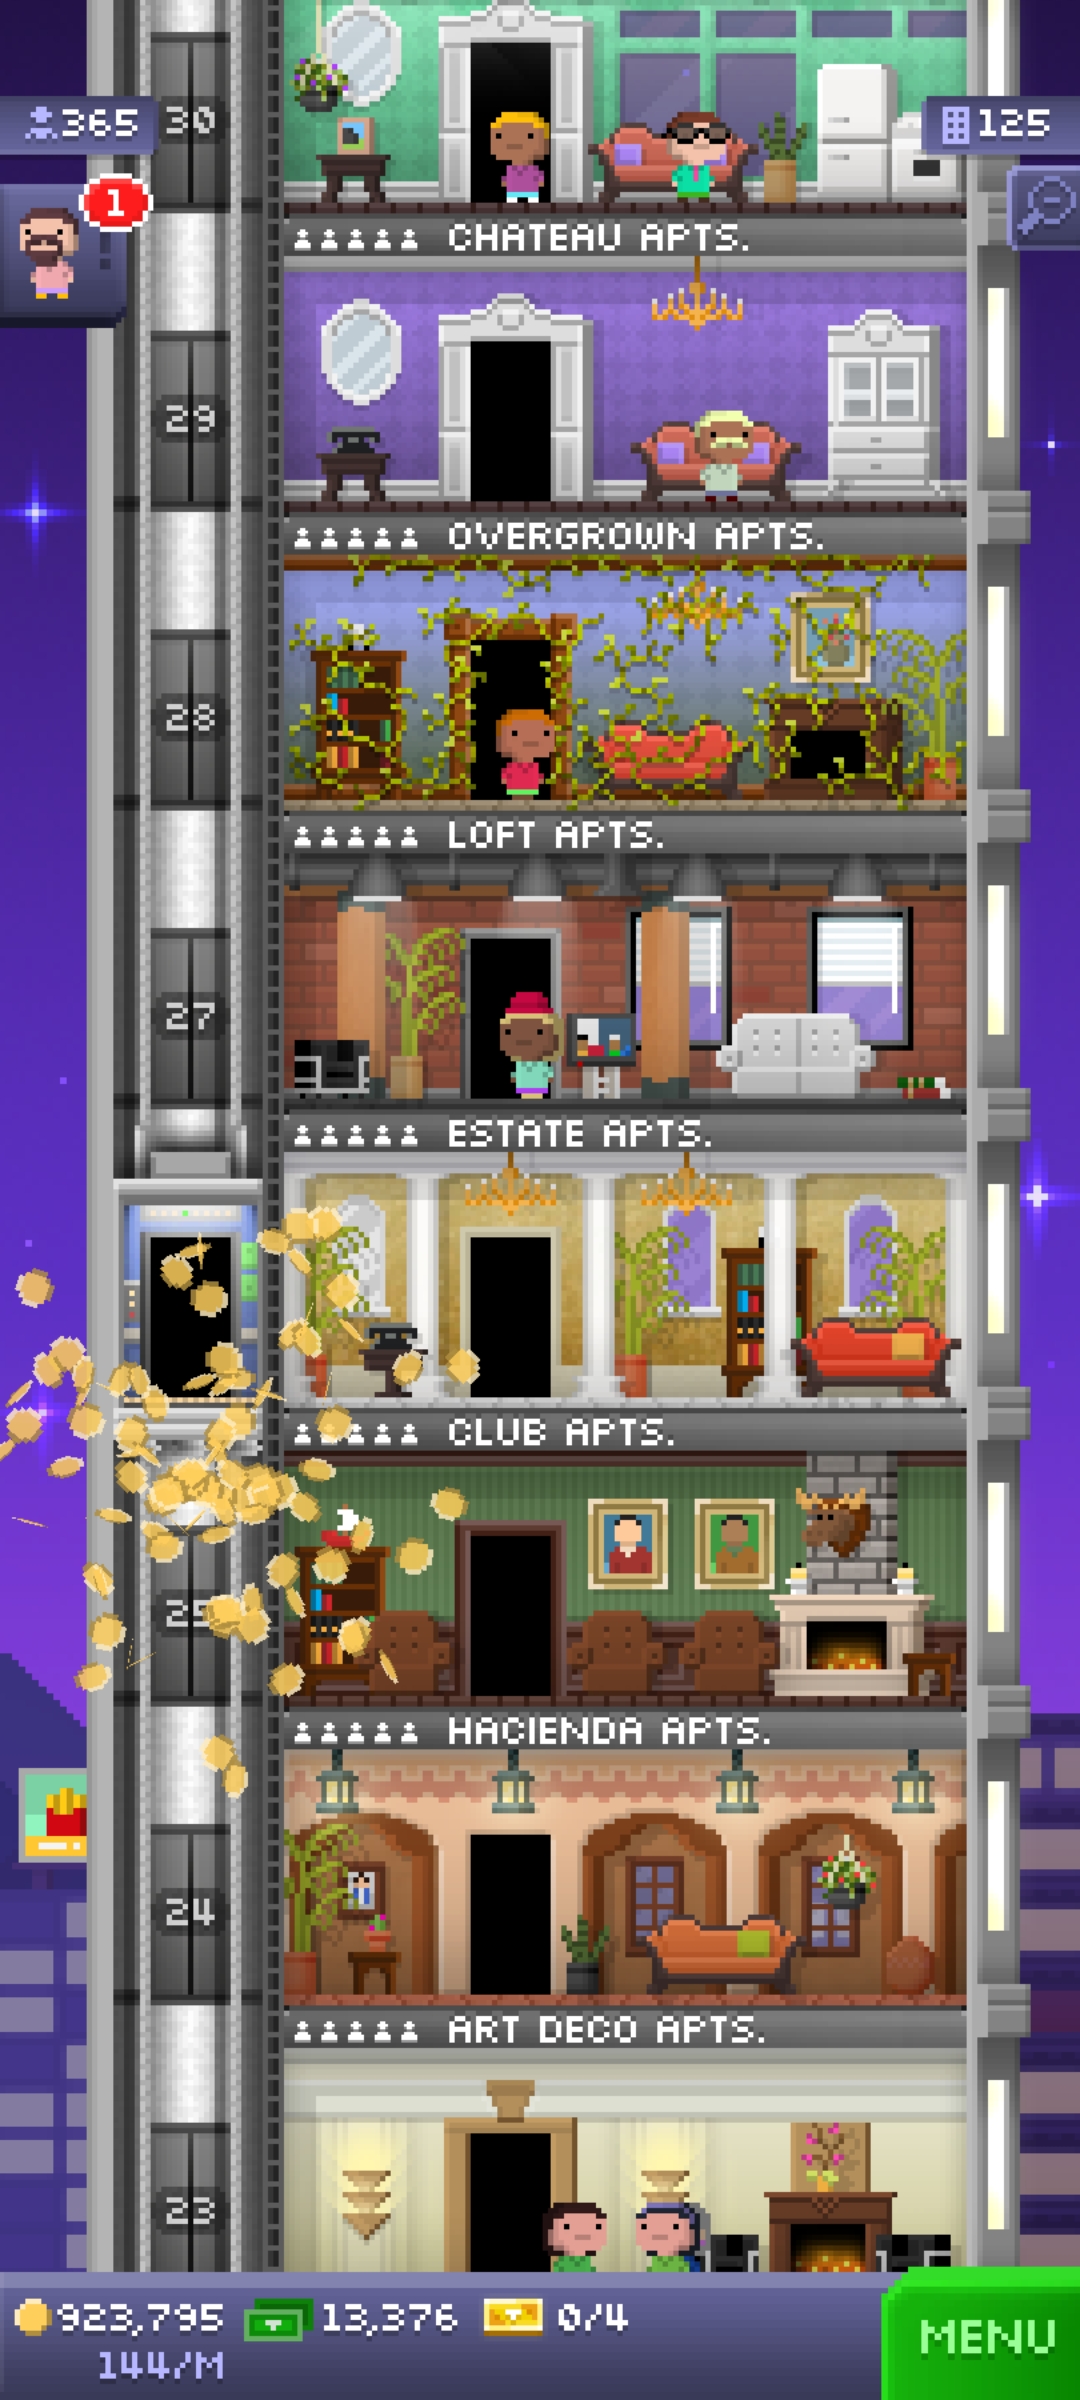 365
30
125
1
CHATEAU APTS.
29
OVERGROWN APTS.
28
LOFT APTS.
27
ESTATE APTS.
CLUB APTS.
25
HACIENDA APTS.
24
ART DECO APTS.
23
923,795
13,376
0/4
MENU
144/M